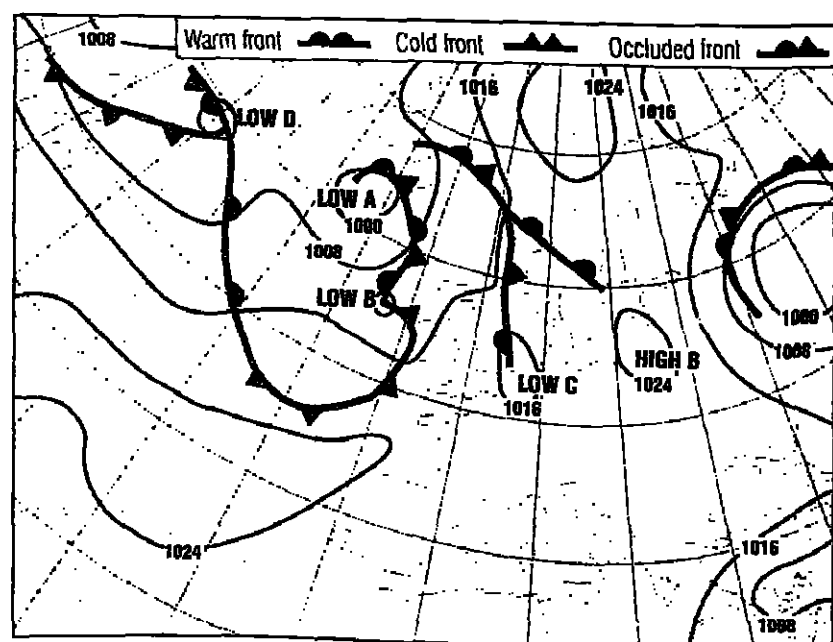 1008
Warm front Cold front Occluded front
1016 1024 1016
LOW D
LOW A
1000
1008
LOW B
1000
1008
HIGH B
LOW C 1024
1016
1024
1016
1008